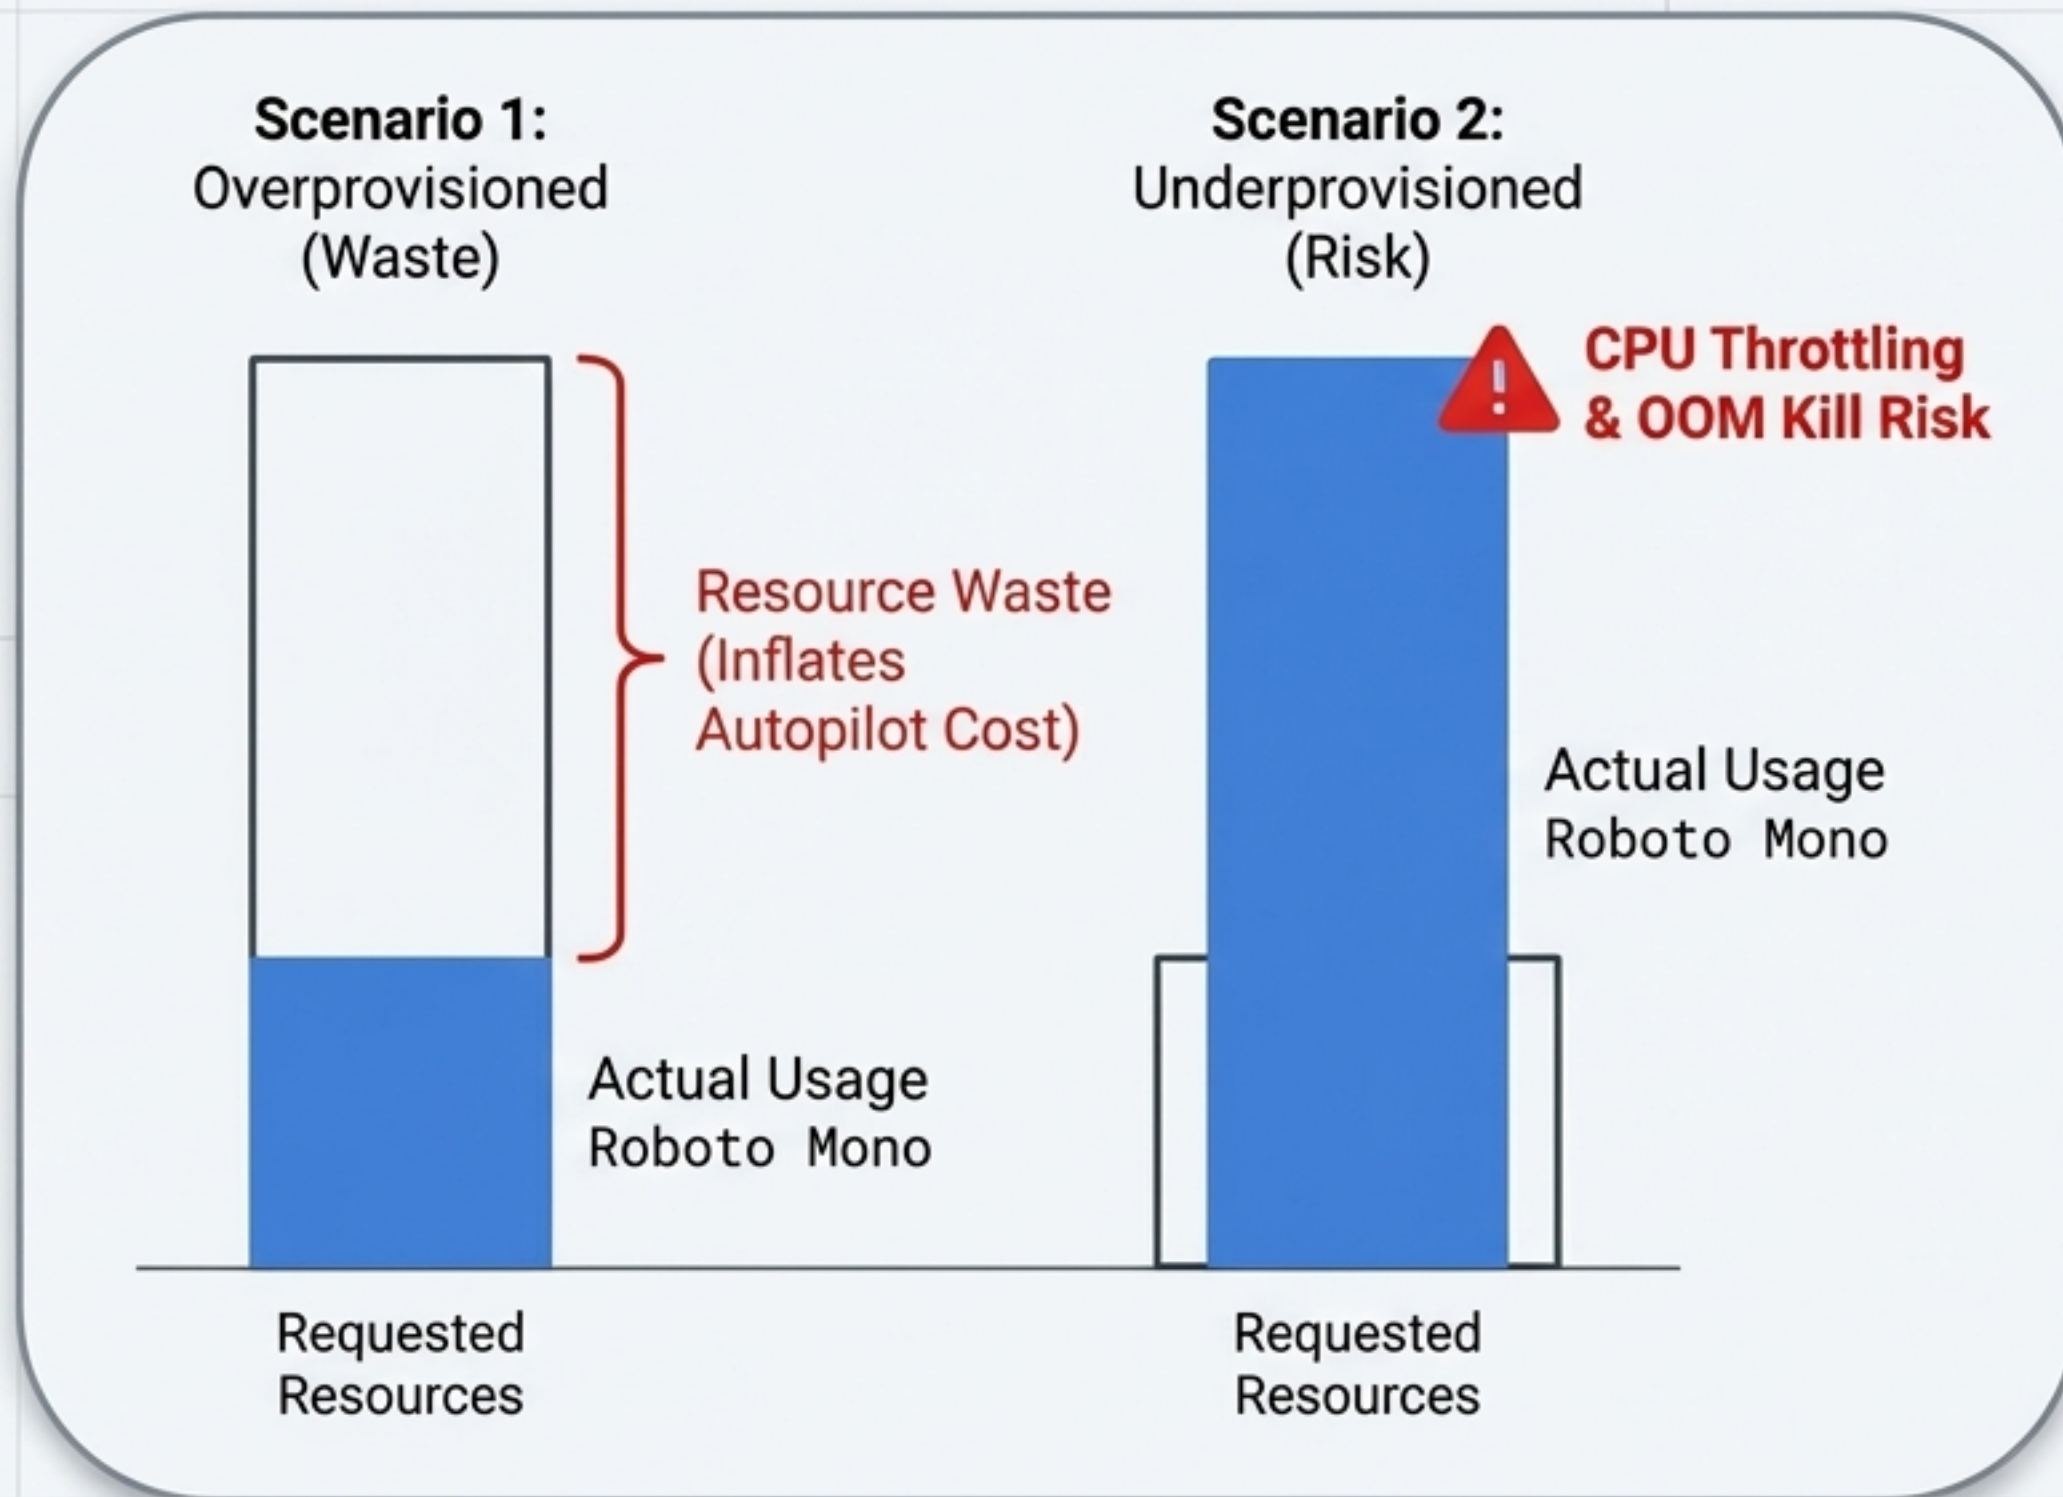 Scenario 1:
Overprovisioned
(Waste)
Resource Waste
(Inflates
Autopilot Cost)
Actual Usage
Roboto Mono
Requested
Resources
Scenario 2:
Underprovisioned
(Risk)
CPU Throttling
& OOM Kill Risk
Actual Usage
Roboto Mono
Requested
Resources